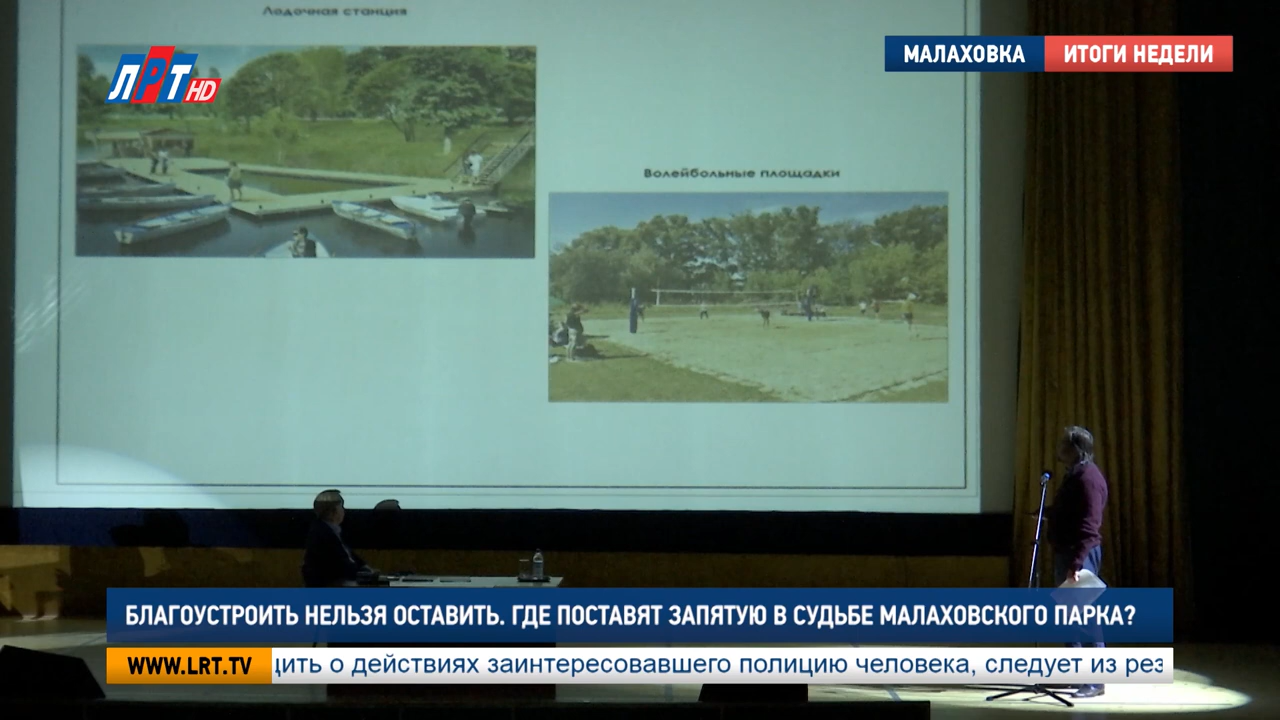 Лодочная станция
ЛРТ HD
МАЛАХОВКА ИТОГИ НЕДЕЛИ
Волейбольные площадки
БЛАГОУСТРОИТЬ НЕЛЬЗЯ ОСТАВИТЬ. ГДЕ ПОСТАВЯТ ЗАПЯТУЮ В СУДЬБЕ МАЛАХОВСКОГО ПАРКА?
WWW.LRT.TV дить о действиях заинтересовавшего полицию человека, следует из рез